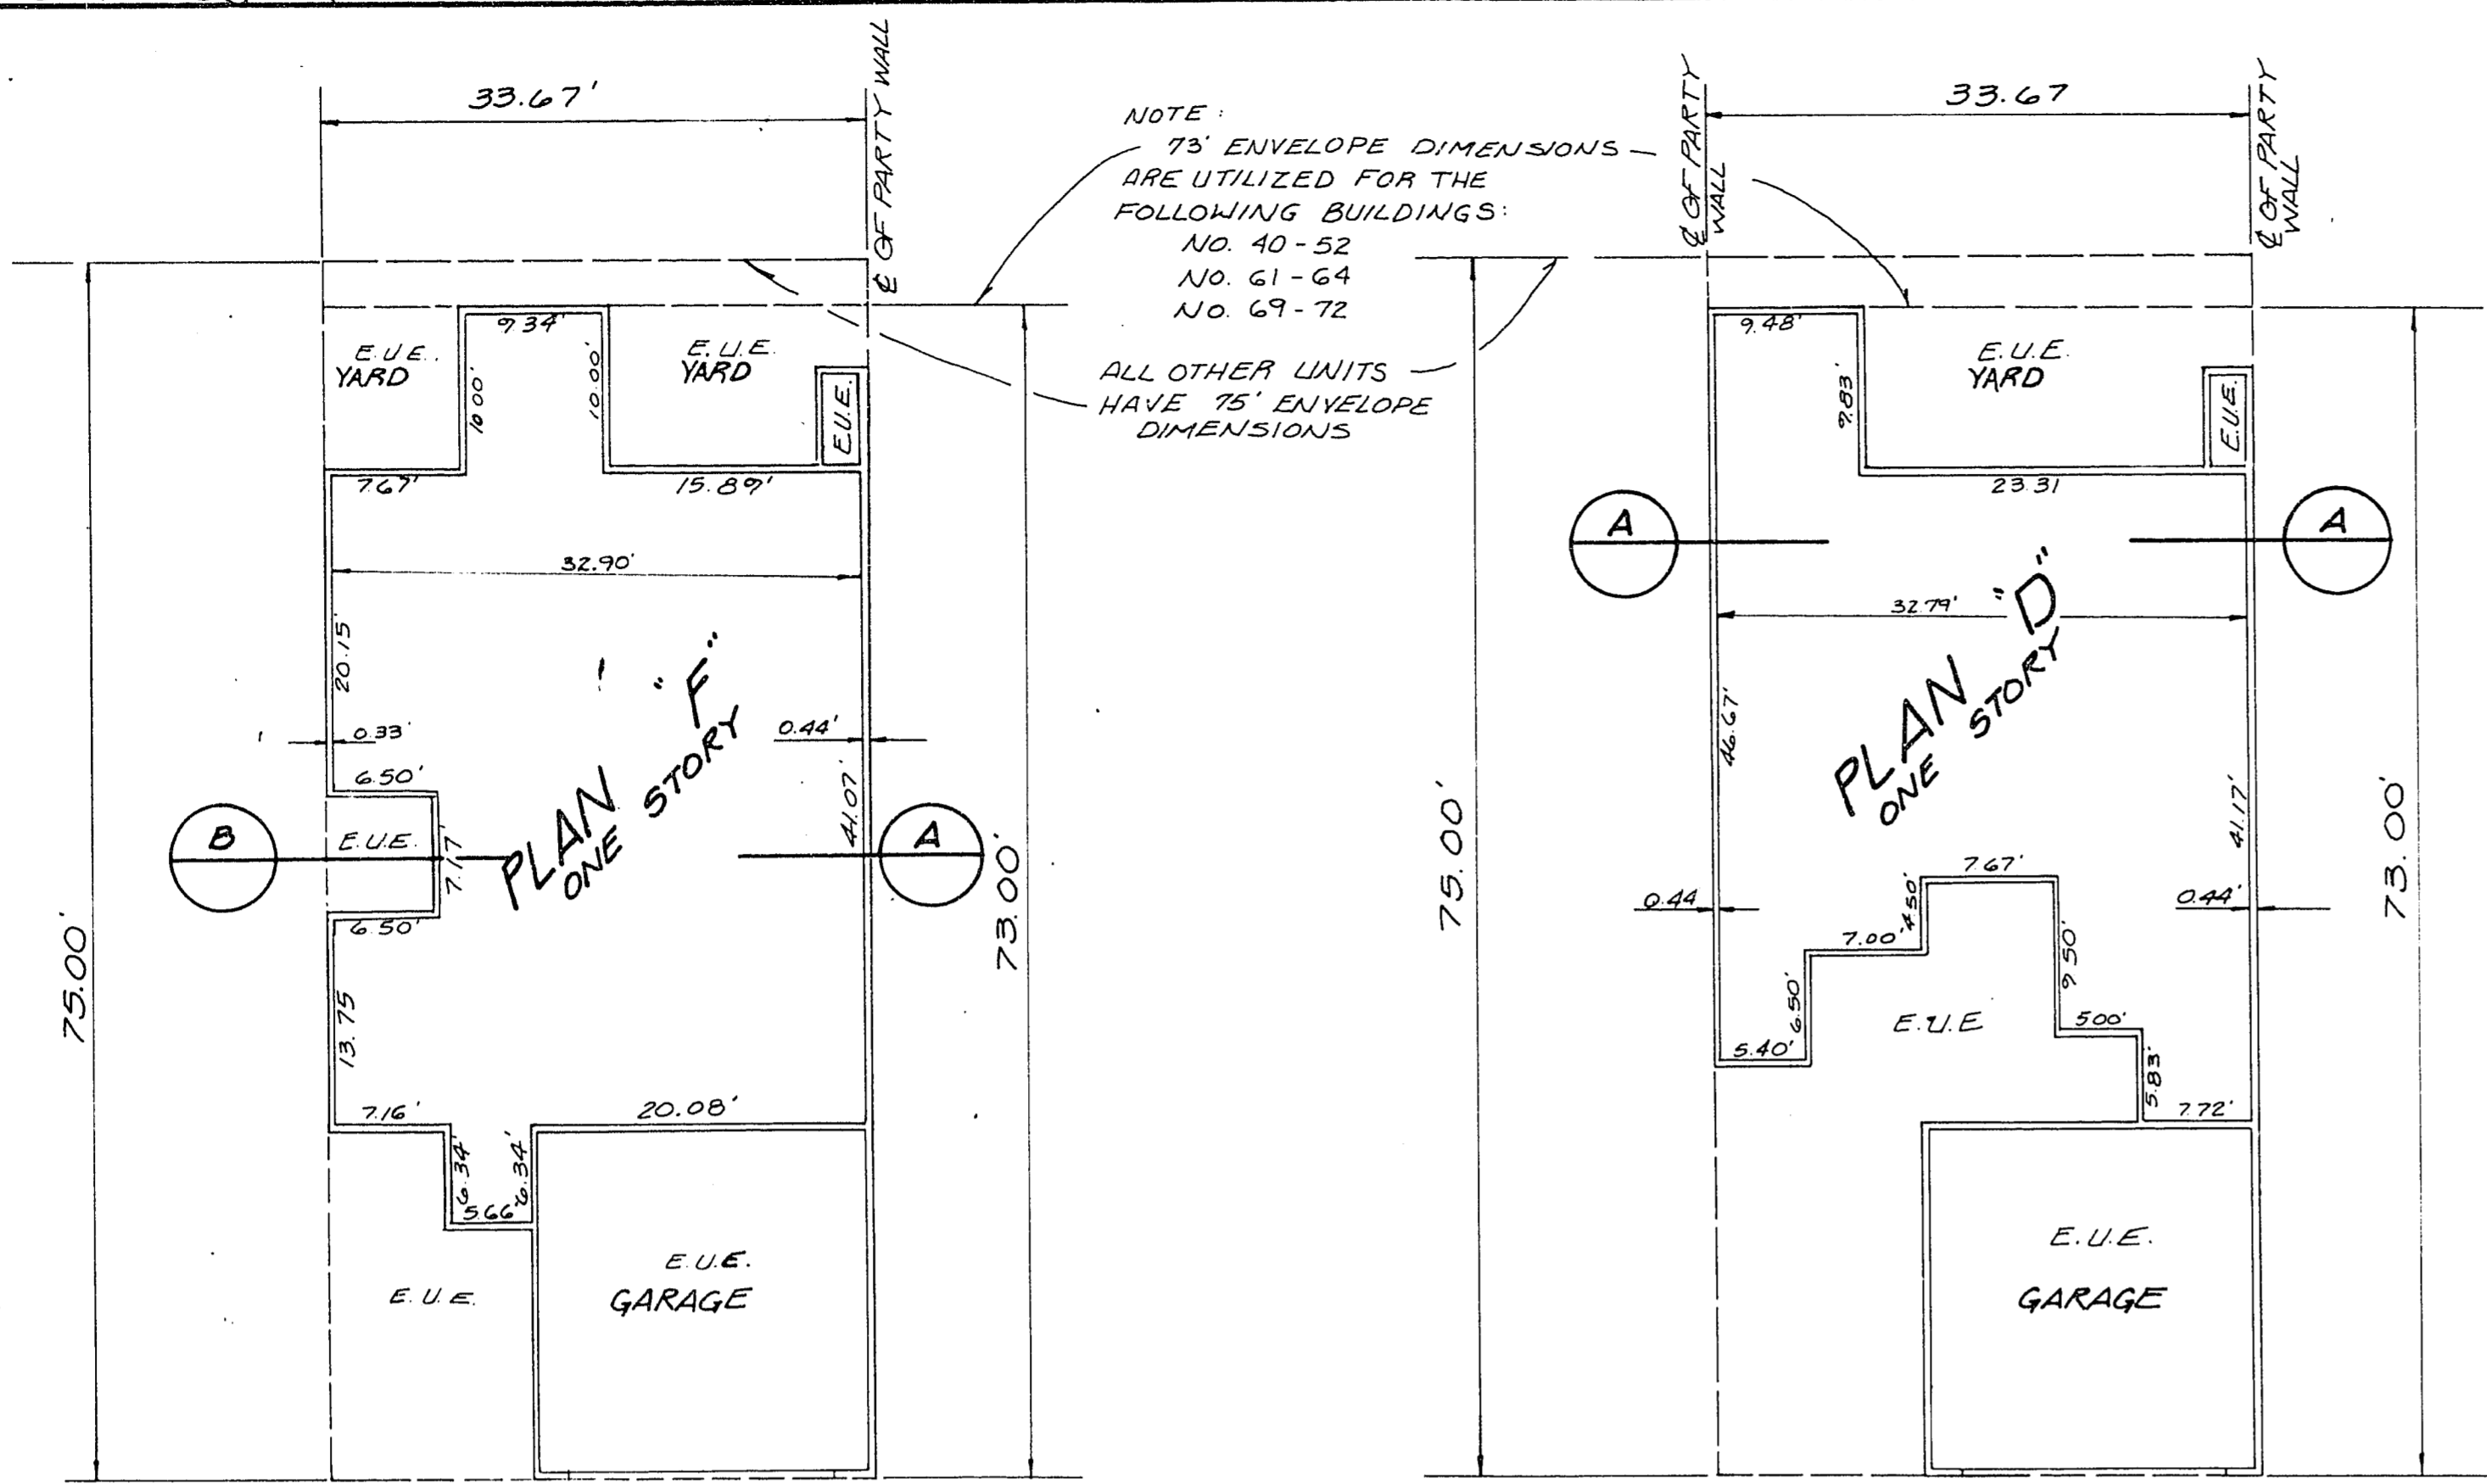 33.67'
℄ OF PARTY WALL
NOTE:
73' ENVELOPE DIMENSIONS
ARE UTILIZED FOR THE
FOLLOWING BUILDINGS:
NO. 40-52
NO. 61-64
NO. 69-72
ALL OTHER UNITS
HAVE 75' ENVELOPE
DIMENSIONS
E.U.E.
YARD
9.34'
10.00'
10.00'
E.U.E.
YARD
E.U.E.
7.67'
15.89'
32.90'
20.15'
0.33'
0.44'
6.50'
B
E.U.E.
7.17'
6.50'
PLAN "F"
ONE STORY
41.07'
A
13.75
7.16'
20.08'
6.34'
6.34'
5.66'
E.U.E.
E.U.E.
GARAGE
75.00'
73.00'
℄ OF PARTY
WALL
33.67
℄ OF PARTY
WALL
9.48'
9.83'
E.U.E.
YARD
E.U.E.
23.31
A
A
32.79'
46.67'
PLAN "D"
ONE STORY
41.17'
0.44
0.44'
7.67'
4.50'
7.00'
9.50'
6.50'
5.40'
E.U.E
5.00'
5.83'
7.72'
E.U.E.
GARAGE
75.00'
73.00'